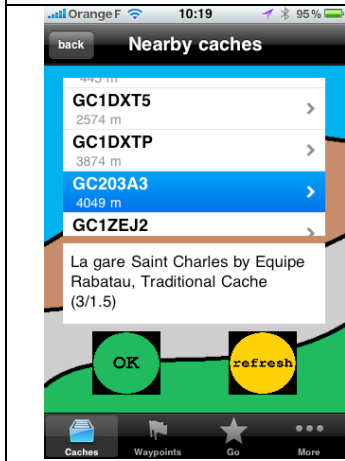 Orange F 10:19 95%
back Nearby caches
445 m
GC1DXT5
2574 m
GC1DXTP
3874 m
GC203A3
4049 m
GC1ZEJ2
La gare Saint Charles by Equipe
Rabatau, Traditional Cache
(3/1.5)
OK refresh
Caches Waypoints Go More